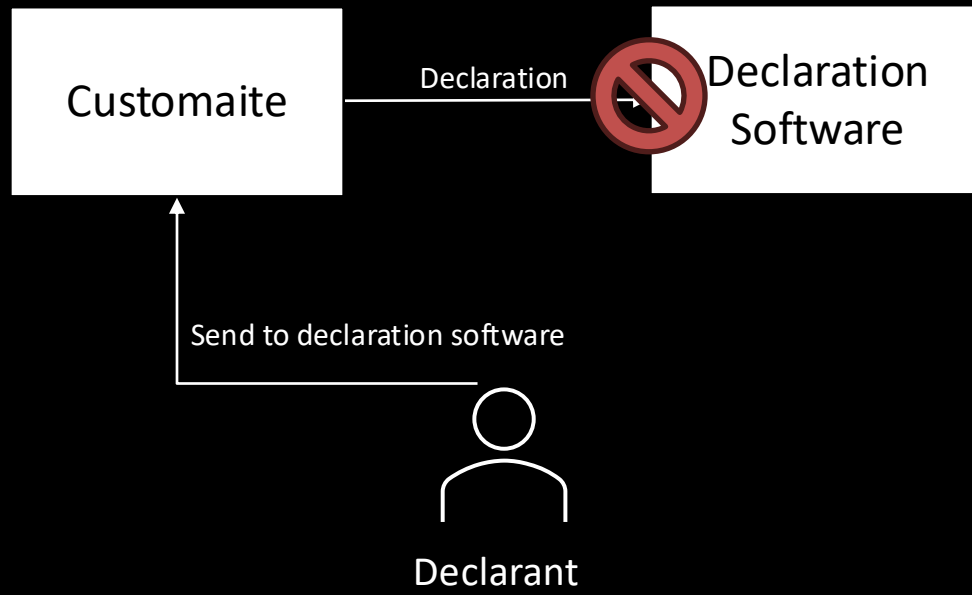 Customaite
Declaration
Declaration
Software
Send to declaration software
Declarant